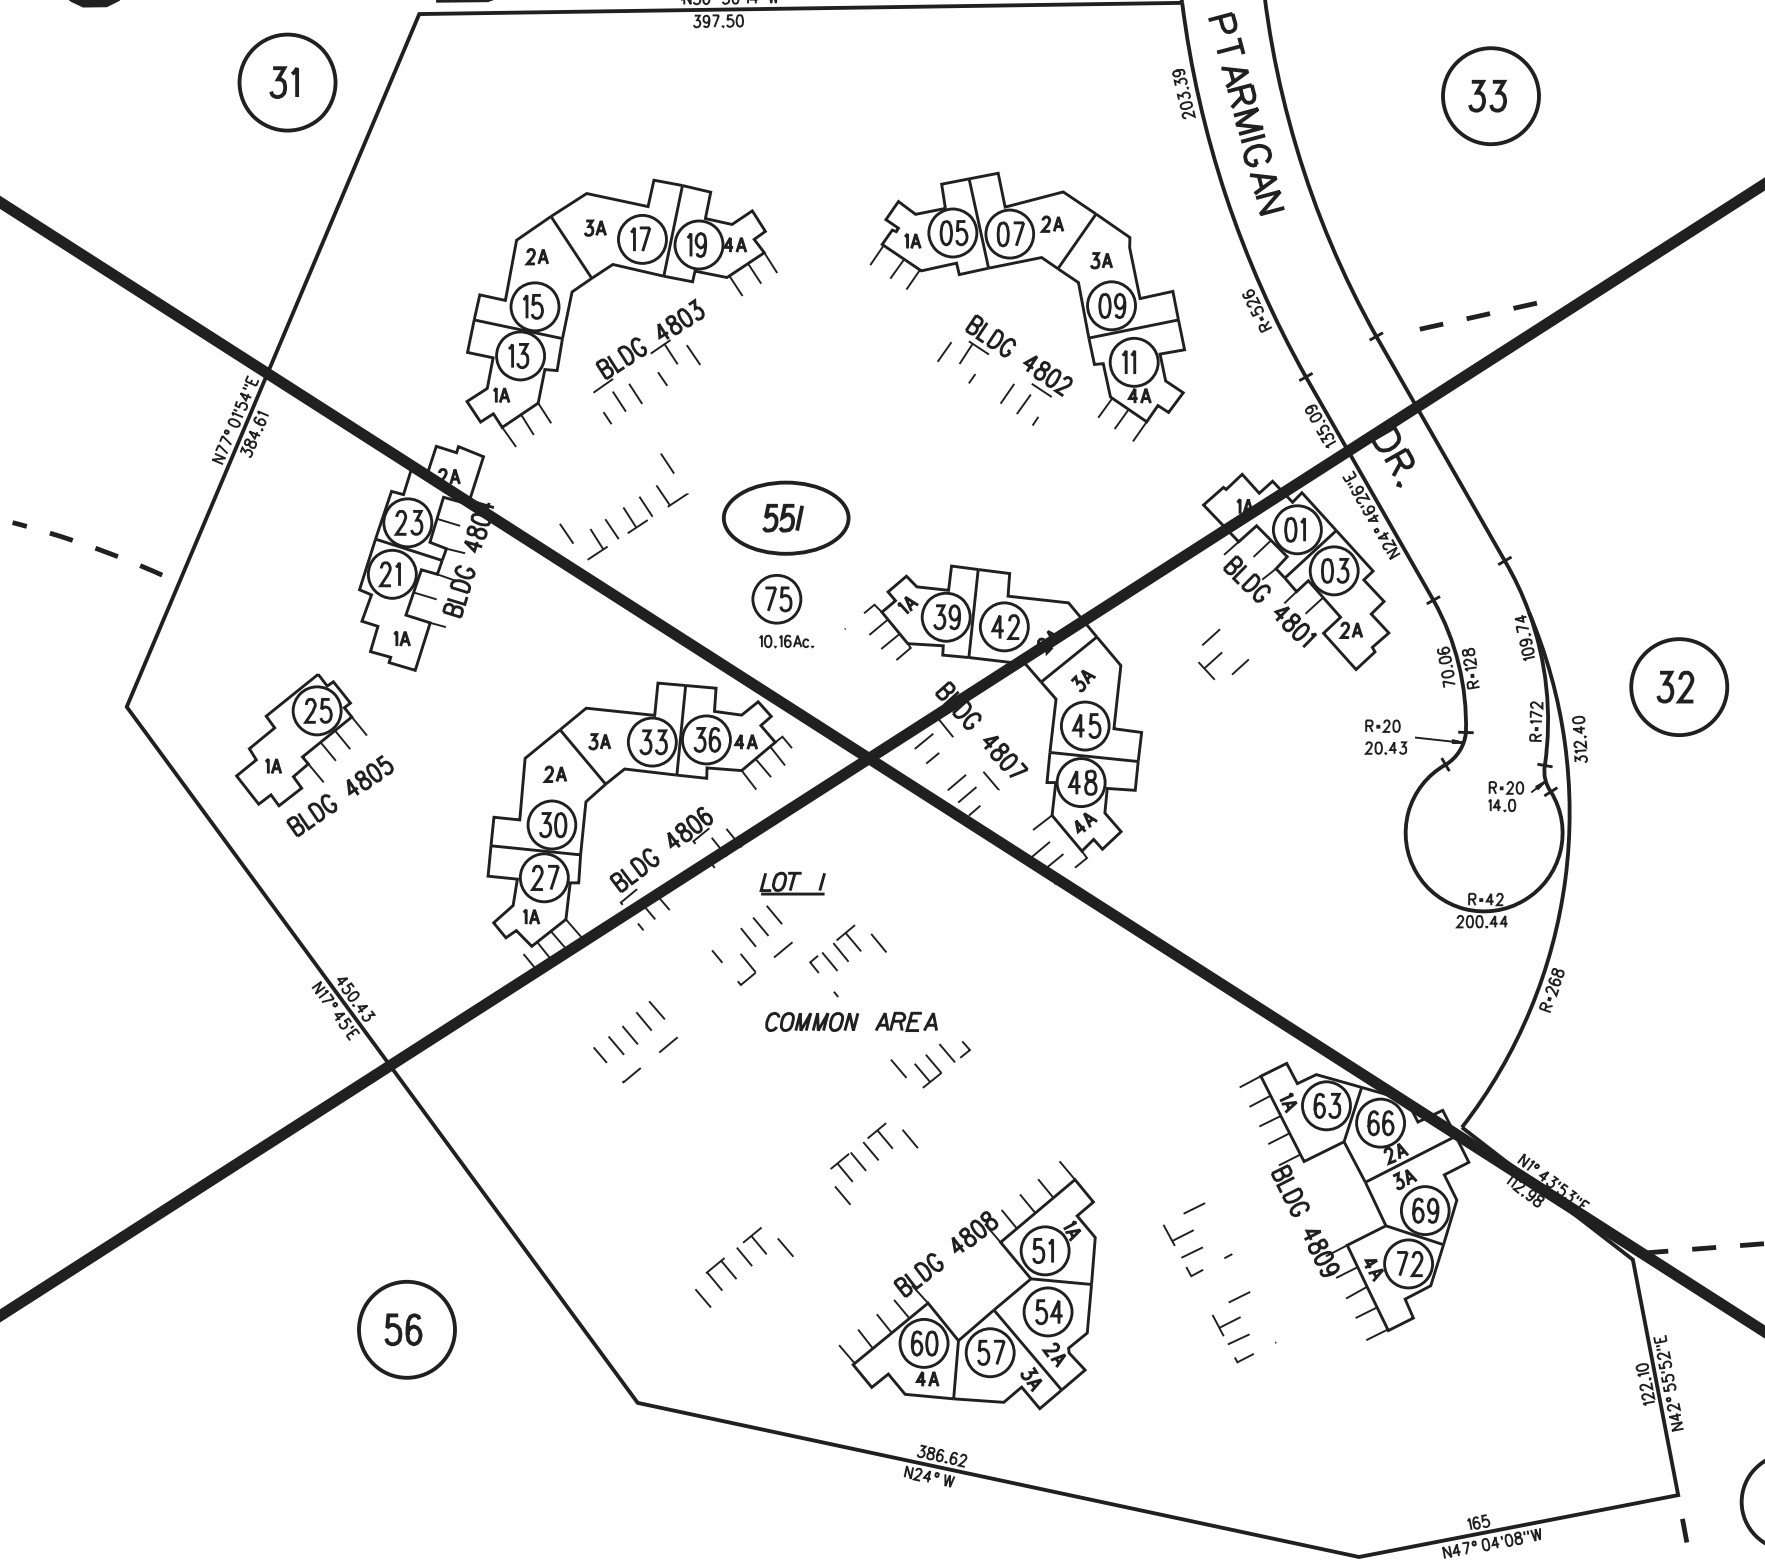 397.50
31
33
PTARMIGAN
DR.
203.39
R=526
135.09
N24°46'26"E
N77°01'54"E
384.61
3A
17
19
4A
2A
15
13
1A
BLDG 4803
1A
05
07
2A
3A
09
11
4A
BLDG 4802
2A
23
21
1A
BLDG 4804
551
75
10.16Ac.
1A
01
03
2A
BLDG 4801
1A
39
42
2A
3A
45
48
4A
BLDG 4807
25
1A
BLDG 4805
3A
33
36
4A
2A
30
27
1A
BLDG 4806
70.06
R=128
109.74
R=172
312.40
32
R=20
20.43
R=20
14.0
R=42
200.44
R=268
LOT 1
COMMON AREA
450.43
N17°45'E
1A
63
66
2A
3A
69
72
4A
BLDG 4809
N1°43'53"E
112.98
1A
51
54
2A
57
3A
60
4A
BLDG 4808
56
122.10
N42°55'52"E
386.62
N24°W
165
N47°04'08"W